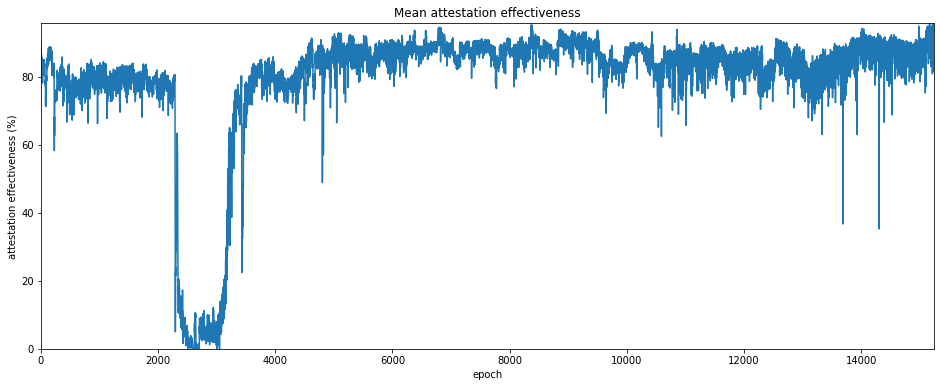 Mean attestation effectiveness
attestation effectiveness (%)
80
60
40
20
0
0 2000 4000 6000 8000 10000 12000 14000
epoch